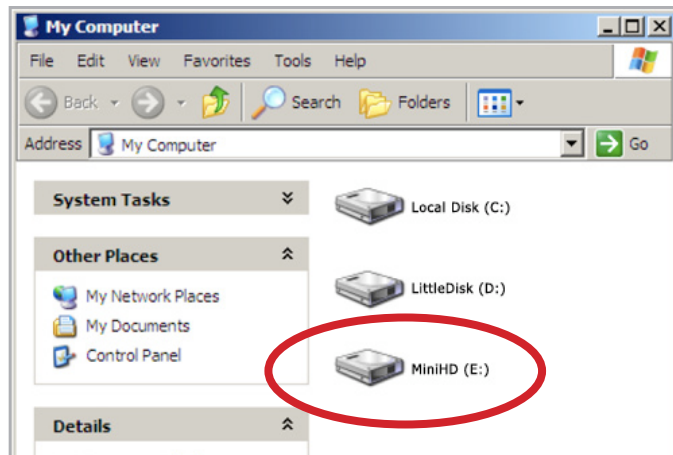 My Computer
File Edit View Favorites Tools Help
Back Search Folders
Address My Computer Go
System Tasks
Local Disk (C:)
Other Places
My Network Places
LittleDisk (D:)
My Documents
Control Panel
MiniHD (E:)
Details